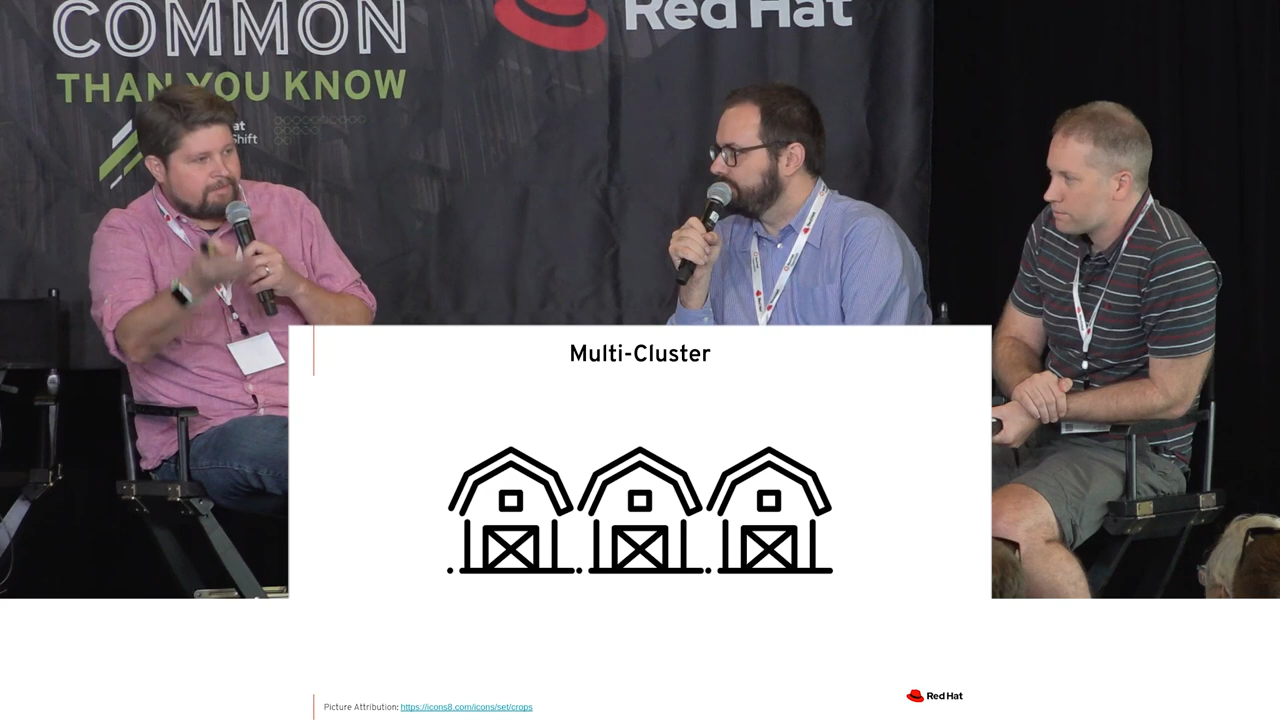 COMMON
Red Hat
THAN YOU KNOW
Multi-Cluster
Picture Attribution: https://icons8.com/icons/set/crops
Red Hat